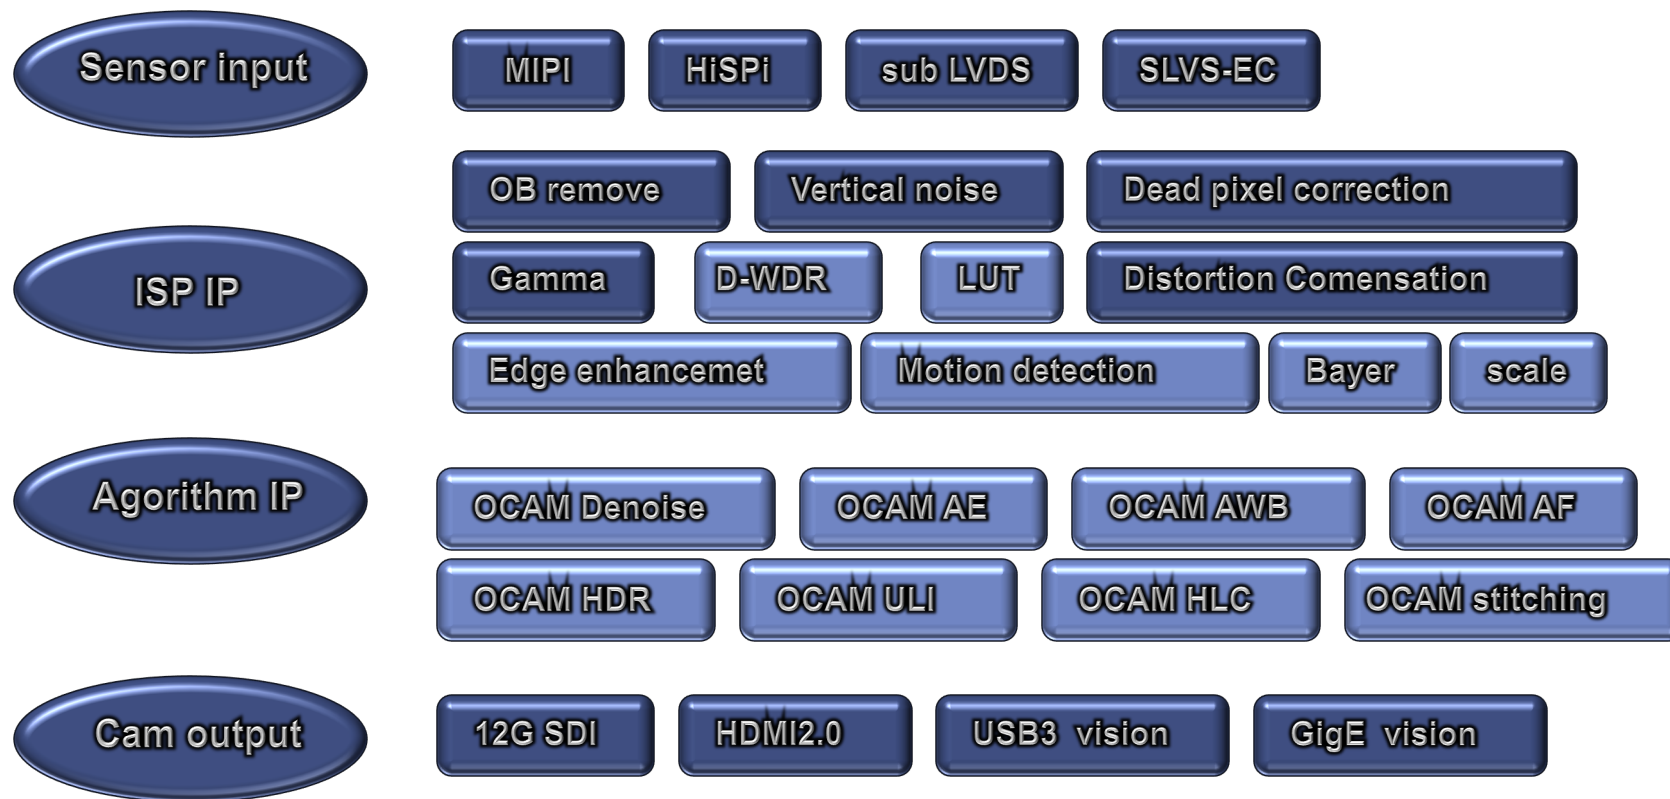 Sensor input
MIPI HiSPi sub LVDS SLVS-EC
OB remove Vertical noise Dead pixel correction
ISP IP
Gamma D-WDR LUT Distortion Comensation
Edge enhancemet Motion detection Bayer scale
Agorithm IP
OCAM Denoise OCAM AE OCAM AWB OCAM AF
OCAM HDR OCAM ULI OCAM HLC OCAM stitching
Cam output
12G SDI HDMI2.0 USB3 vision GigE vision